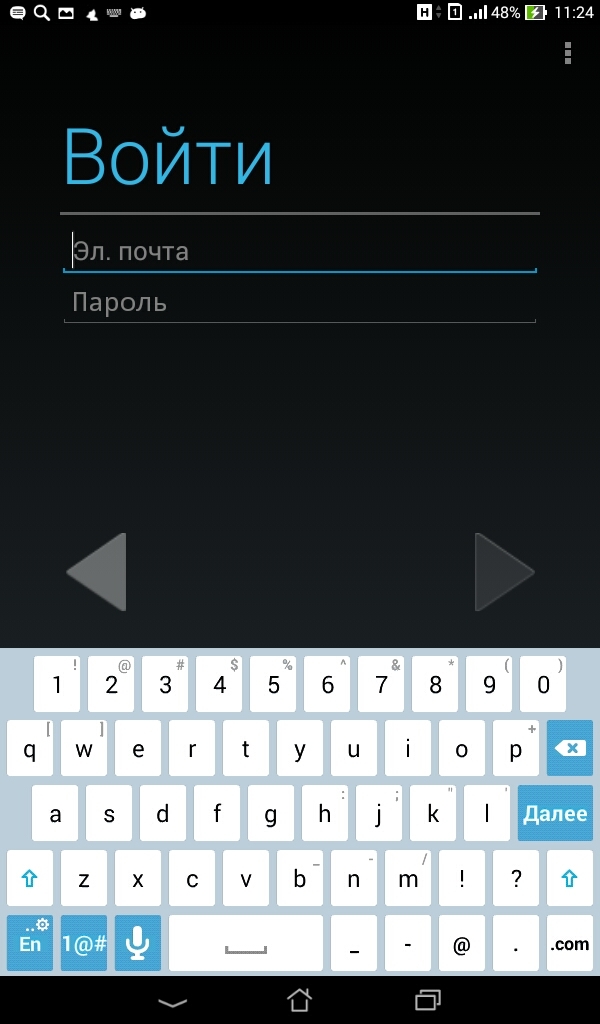 H 1 48% 11:24
Войти
Эл. почта
Пароль
! @ # $ % ^ & * ( )
1 2 3 4 5 6 7 8 9 0
[ ] +
q w e r t y u i o p
: ; " '
a s d f g h j k l Далее
_ - /
z x c v b n m ! ?
En 1@# _ - @ . .com